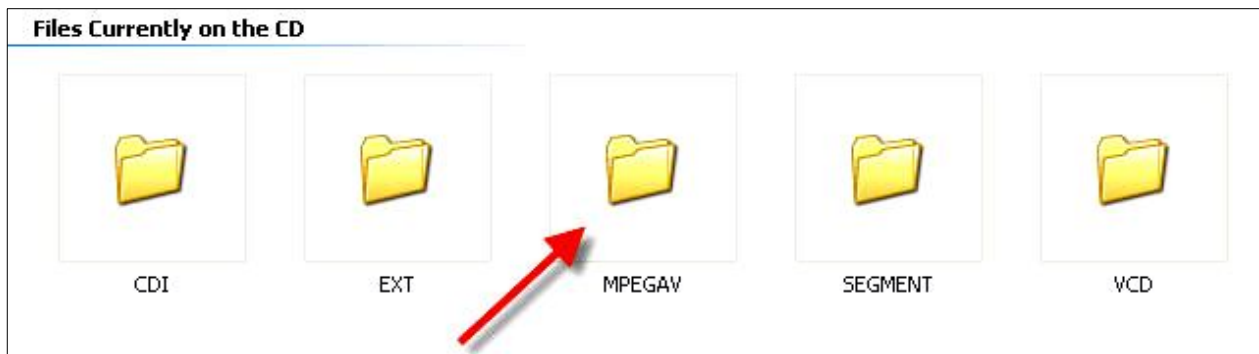 Files Currently on the CD
CDI EXT MPEGAV SEGMENT VCD